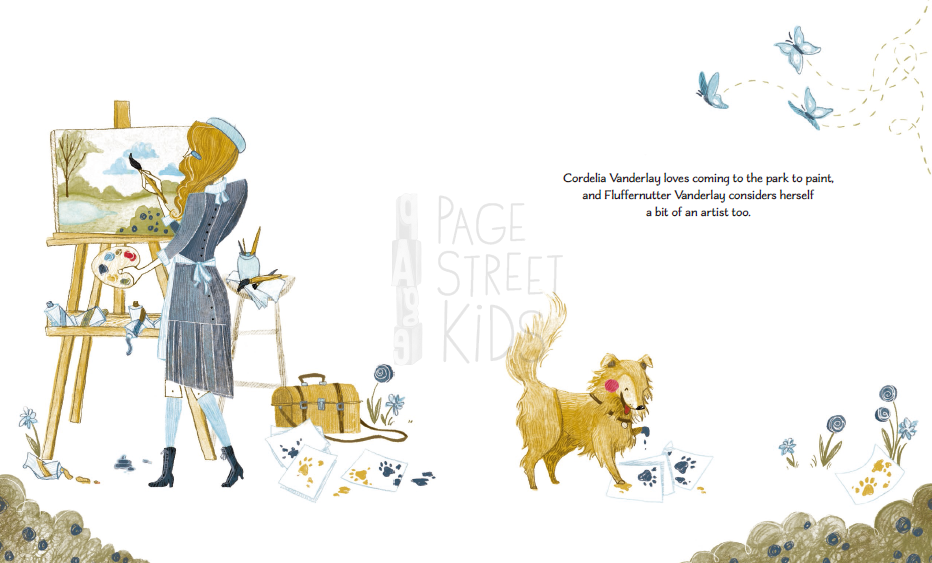 Cordelia Vanderlay loves coming to the park to paint,
and Fluffernutter Vanderlay considers herself
a bit of an artist too.
PAGE
STREET
KiDS